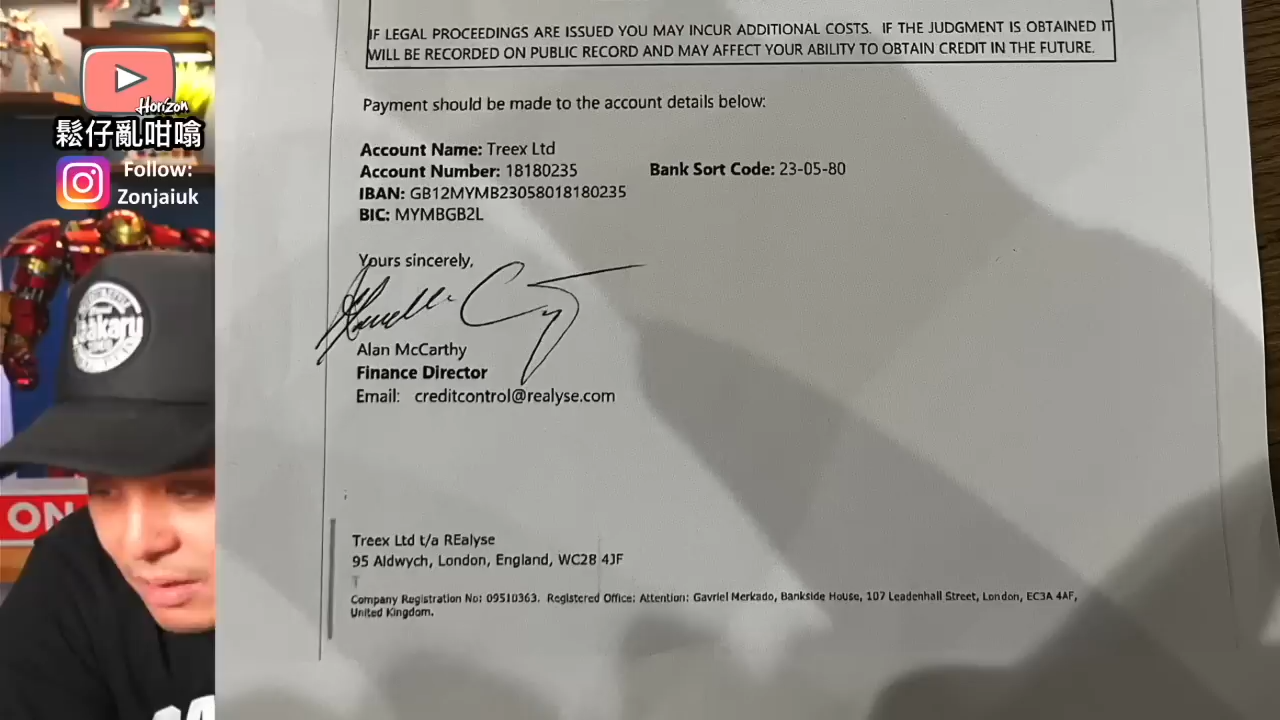 Horizon
鬆仔亂咁噏
Follow:
Zonjaiuk
ON
IF LEGAL PROCEEDINGS ARE ISSUED YOU MAY INCUR ADDITIONAL COSTS. IF THE JUDGMENT IS OBTAINED IT
WILL BE RECORDED ON PUBLIC RECORD AND MAY AFFECT YOUR ABILITY TO OBTAIN CREDIT IN THE FUTURE.
Payment should be made to the account details below:
Account Name: Treex Ltd
Account Number: 18180235 Bank Sort Code: 23-05-80
IBAN: GB12MYMB23058018180235
BIC: MYMBGB2L
Yours sincerely,
Alan McCarthy
Finance Director
Email: creditcontrol@realyse.com
Treex Ltd t/a REalyse
95 Aldwych, London, England, WC28 4JF
T
Company Registration No: 09510363. Registered Office: Attention: Gavriel Merkado, Bankside House, 107 Leadenhall Street, London, EC3A 4AF,
United Kingdom.